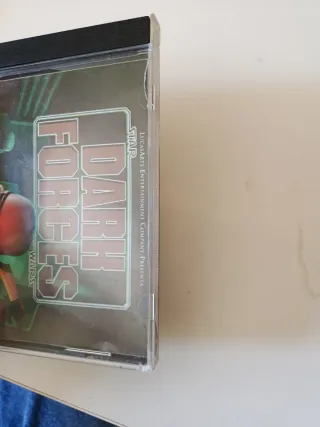 LucasArts Entertainment Company Presents
STAR
DARK
FORCES
WARS